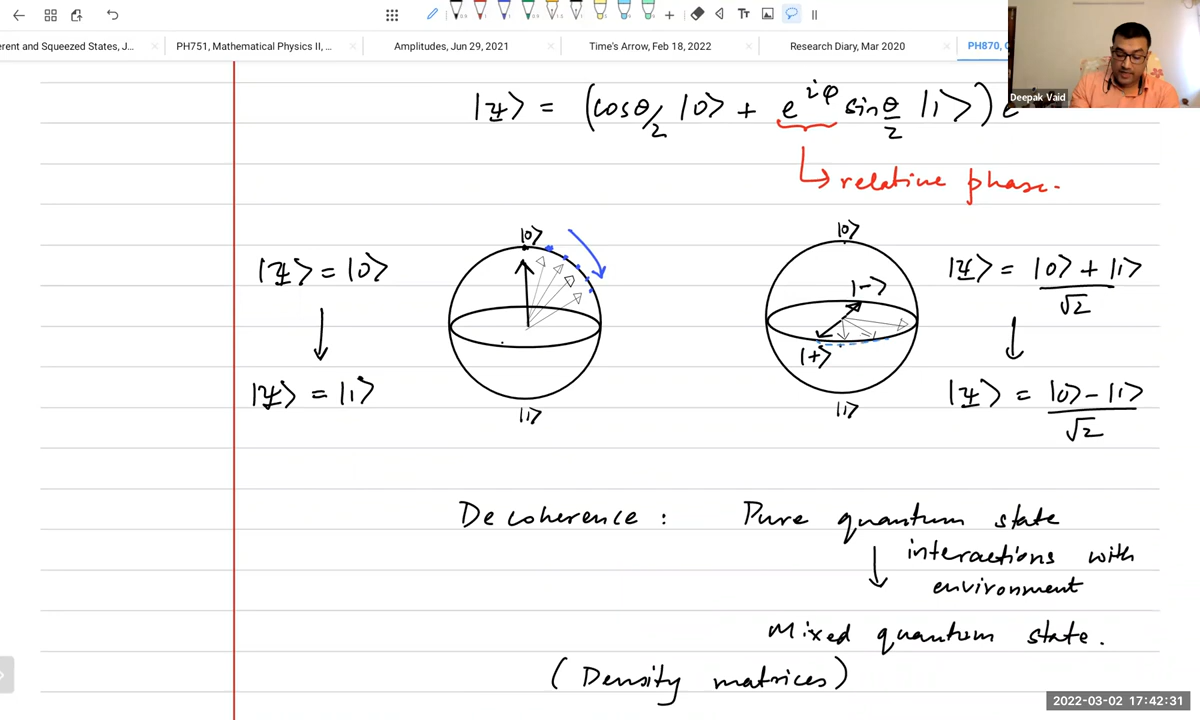 erent and Squeezed States, J...
PH751, Mathematical Physics II, ...
Amplitudes, Jun 29, 2021
Time's Arrow, Feb 18, 2022
Research Diary, Mar 2020
PH870,
Deepak Vaid
|Ψ⟩ = (cosθ/2 |0⟩ + e^{iφ} sin θ/2 |1⟩) e
↳ relative phase.
|0⟩
|0⟩
|Ψ⟩ = |0⟩
|-⟩
|Ψ⟩ = |0⟩ + |1⟩ / √2
↓
|+⟩
↓
|Ψ⟩ = |1⟩
|1⟩
|1⟩
|Ψ⟩ = |0⟩ - |1⟩ / √2
Decoherence : Pure quantum state
↓ interactions with
environment
Mixed quantum state.
(Density matrices)
2022-03-02 17:42:31